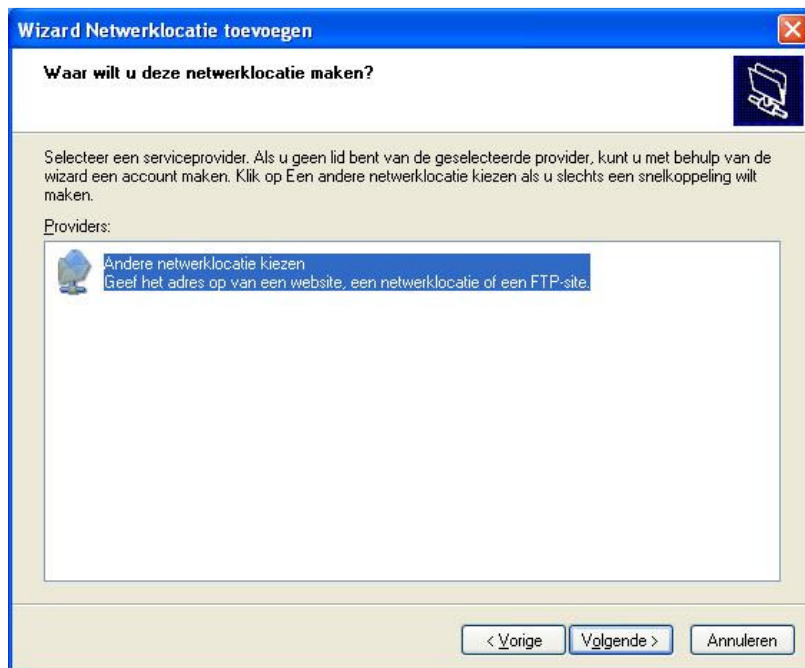 Wizard Netwerklocatie toevoegen
Waar wilt u deze netwerklocatie maken?
Selecteer een serviceprovider. Als u geen lid bent van de geselecteerde provider, kunt u met behulp van de
wizard een account maken. Klik op Een andere netwerklocatie kiezen als u slechts een snelkoppeling wilt
maken.
Providers:
Andere netwerklocatie kiezen
Geef het adres op van een website, een netwerklocatie of een FTP-site.
< Vorige Volgende > Annuleren